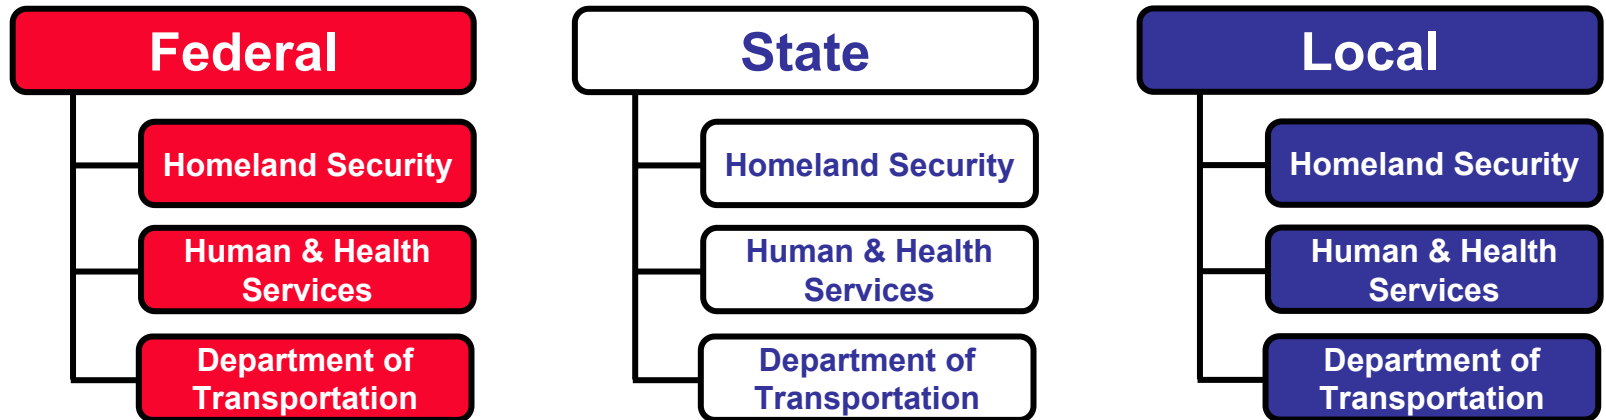 Federal
Homeland Security
Human & Health
Services
Department of
Transportation
State
Homeland Security
Human & Health
Services
Department of
Transportation
Local
Homeland Security
Human & Health
Services
Department of
Transportation